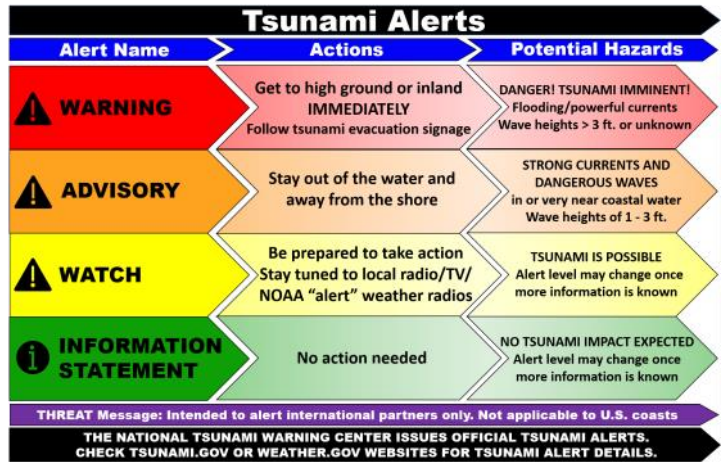 Tsunami Alerts
Alert Name
Actions
Potential Hazards
WARNING
Get to high ground or inland
IMMEDIATELY
Follow tsunami evacuation signage
DANGER! TSUNAMI IMMINENT!
Flooding/powerful currents
Wave heights > 3 ft. or unknown
ADVISORY
Stay out of the water and
away from the shore
STRONG CURRENTS AND
DANGEROUS WAVES
in or very near coastal water
Wave heights of 1 - 3 ft.
WATCH
Be prepared to take action
Stay tuned to local radio/TV/
NOAA “alert” weather radios
TSUNAMI IS POSSIBLE
Alert level may change once
more information is known
INFORMATION
STATEMENT
No action needed
NO TSUNAMI IMPACT EXPECTED
Alert level may change once
more information is known
THREAT Message: Intended to alert international partners only. Not applicable to U.S. coasts
THE NATIONAL TSUNAMI WARNING CENTER ISSUES OFFICIAL TSUNAMI ALERTS.
CHECK TSUNAMI.GOV OR WEATHER.GOV WEBSITES FOR TSUNAMI ALERT DETAILS.